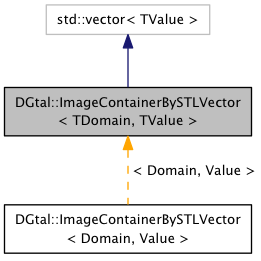 std::vector< TValue >
DGtal::ImageContainerBySTLVector
< TDomain, TValue >
< Domain, Value >
DGtal::ImageContainerBySTLVector
< Domain, Value >